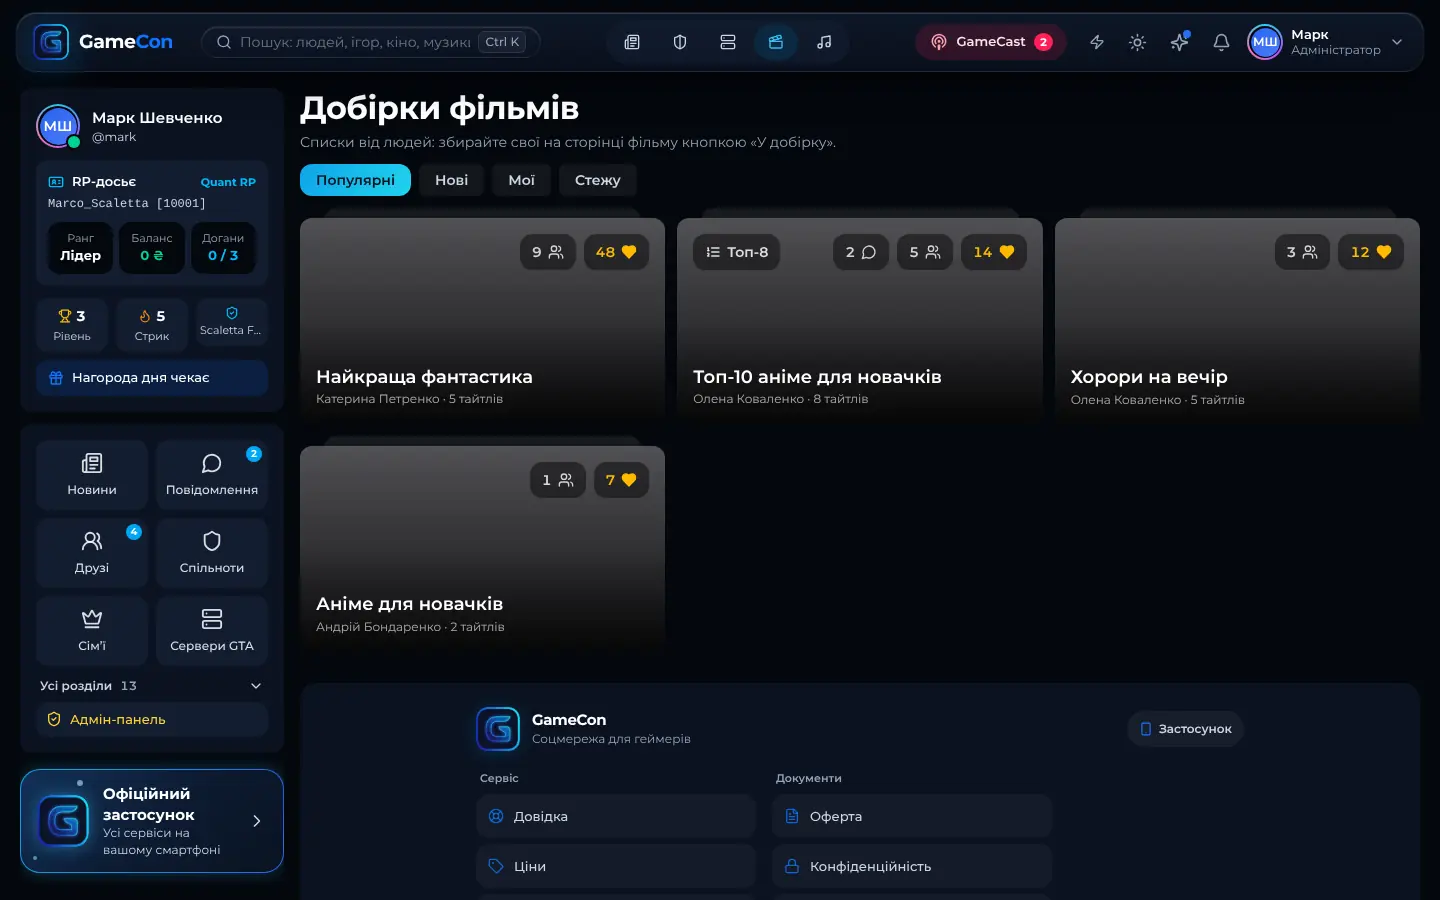 GameCon
Пошук: людей, ігор, кіно, музики
Ctrl K
GameCast 2
МШ
Марк
Адміністратор
МШ
Марк Шевченко
@mark
RP-досьє
Quant RP
Marco_Scaletta [10001]
Ранг
Лідер
Баланс
0 ₴
Догани
0 / 3
3
Рівень
5
Стрик
Scaletta F...
Нагорода дня чекає
Новини
Повідомлення
2
Друзі
4
Спільноти
Сім'ї
Сервери GTA
Усі розділи 13
Адмін-панель
Офіційний
застосунок
Усі сервіси на
вашому смартфоні
Добірки фільмів
Списки від людей: збирайте свої на сторінці фільму кнопкою «У добірку».
Популярні
Нові
Мої
Стежу
9
48
Найкраща фантастика
Катерина Петренко · 5 тайтлів
Топ-8
2
5
14
Топ-10 аніме для новачків
Олена Коваленко · 8 тайтлів
3
12
Хорори на вечір
Олена Коваленко · 5 тайтлів
1
7
Аніме для новачків
Андрій Бондаренко · 2 тайтлів
GameCon
Соцмережа для геймерів
Застосунок
Сервіс
Довідка
Ціни
Документи
Оферта
Конфіденційність